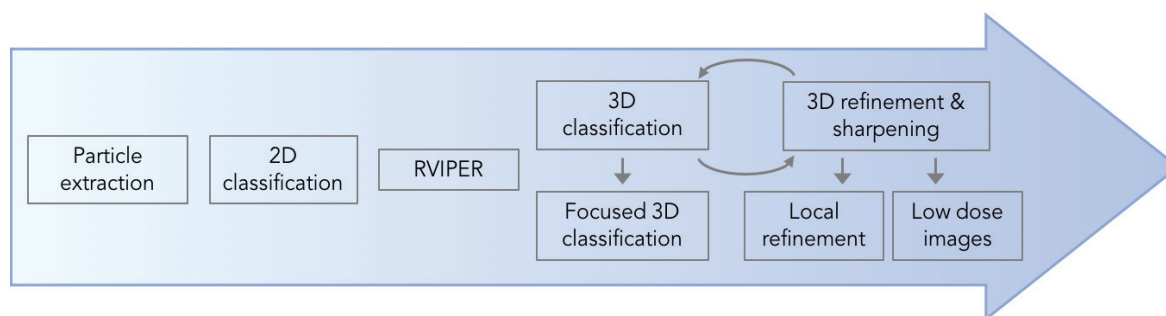 Particle
extraction
2D
classification
RVIPER
3D
classification
3D refinement &
sharpening
Focused 3D
classification
Local
refinement
Low dose
images